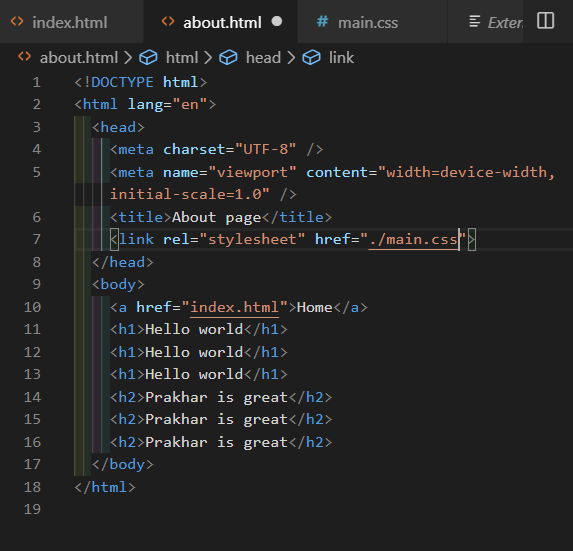 index.html about.html main.css Exter
about.html html head link
1 <!DOCTYPE html>
2 <html lang="en">
3 <head>
4 <meta charset="UTF-8" />
5 <meta name="viewport" content="width=device-width,
initial-scale=1.0" />
6 <title>About page</title>
7 <link rel="stylesheet" href="./main.css">
8 </head>
9 <body>
10 <a href="index.html">Home</a>
11 <h1>Hello world</h1>
12 <h1>Hello world</h1>
13 <h1>Hello world</h1>
14 <h2>Prakhar is great</h2>
15 <h2>Prakhar is great</h2>
16 <h2>Prakhar is great</h2>
17 </body>
18 </html>
19